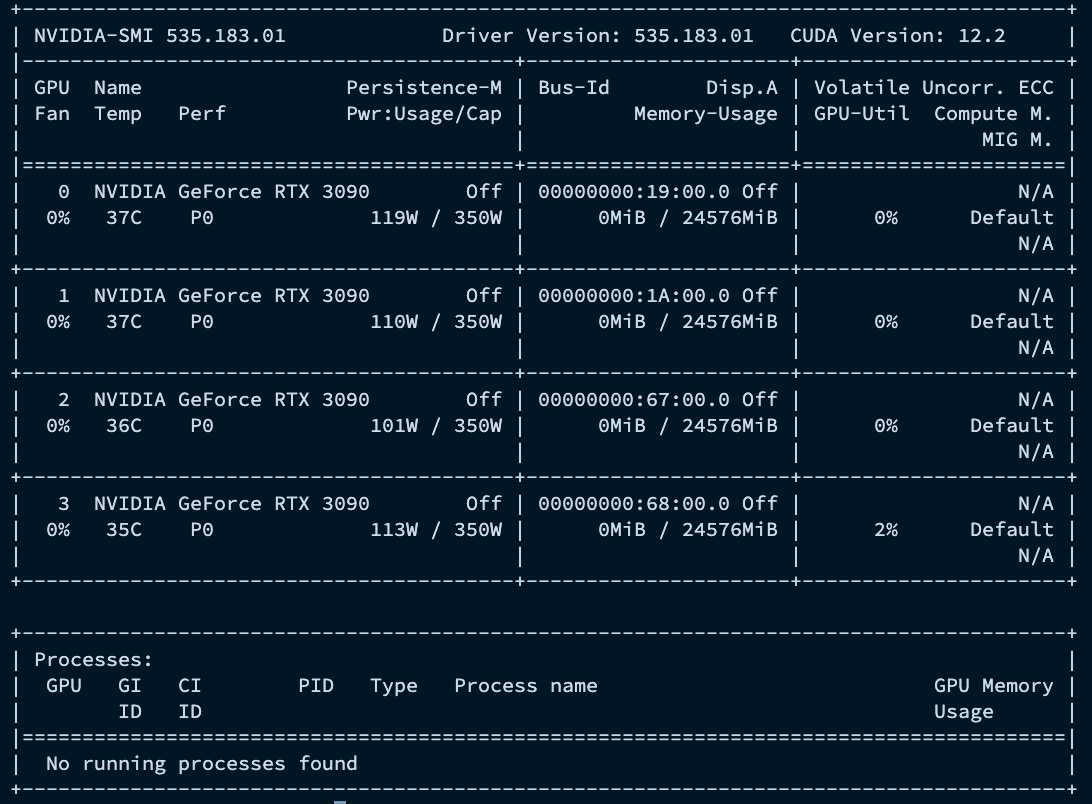 NVIDIA-SMI 535.183.01 Driver Version: 535.183.01 CUDA Version: 12.2
GPU Name Persistence-M | Bus-Id Disp.A | Volatile Uncorr. ECC
Fan Temp Perf Pwr:Usage/Cap | Memory-Usage | GPU-Util Compute M.
MIG M.
0 NVIDIA GeForce RTX 3090 Off | 00000000:19:00.0 Off | N/A
0% 37C P0 119W / 350W | 0MiB / 24576MiB | 0% Default
N/A
1 NVIDIA GeForce RTX 3090 Off | 00000000:1A:00.0 Off | N/A
0% 37C P0 110W / 350W | 0MiB / 24576MiB | 0% Default
N/A
2 NVIDIA GeForce RTX 3090 Off | 00000000:67:00.0 Off | N/A
0% 36C P0 101W / 350W | 0MiB / 24576MiB | 0% Default
N/A
3 NVIDIA GeForce RTX 3090 Off | 00000000:68:00.0 Off | N/A
0% 35C P0 113W / 350W | 0MiB / 24576MiB | 2% Default
N/A
Processes:
GPU GI CI PID Type Process name GPU Memory
ID ID Usage
No running processes found